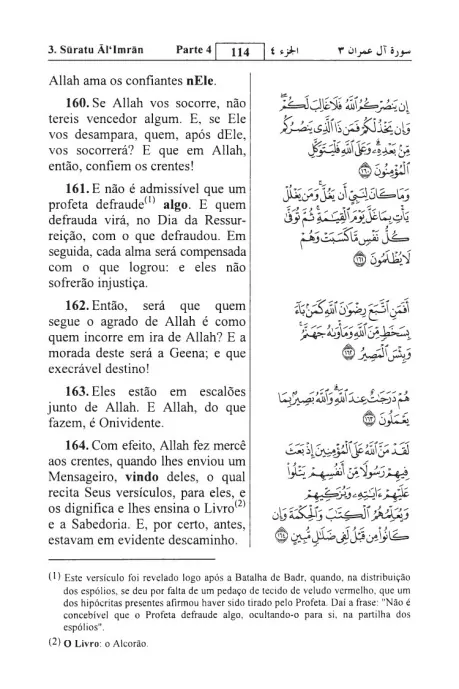 3. Sūratu Āl'Imrān Parte 4 114 الجزء ٤ سورة آل عمران ٣
Allah ama os confiantes nEle.
160. Se Allah vos socorre, não
tereis vencedor algum. E, se Ele
vos desampara, quem, após dEle,
vos socorrerá? E que em Allah,
então, confiem os crentes!
161. E não é admissível que um
profeta defraude(1) algo. E quem
defrauda virá, no Dia da Ressur-
reição, com o que defraudou. Em
seguida, cada alma será compensada
com o que logrou: e eles não
sofrerão injustiça.
162. Então, será que quem
segue o agrado de Allah é como
quem incorre em ira de Allah? E a
morada deste será a Geena; e que
execrável destino!
163. Eles estão em escalões
junto de Allah. E Allah, do que
fazem, é Onividente.
164. Com efeito, Allah fez mercê
aos crentes, quando lhes enviou um
Mensageiro, vindo deles, o qual
recita Seus versículos, para eles, e
os dignifica e lhes ensina o Livro(2)
e a Sabedoria. E, por certo, antes,
estavam em evidente descaminho.
إِن يَنصُرْكُمُ ٱللَّهُ فَلَا غَالِبَ لَكُمْ ۖ
وَإِن يَخْذُلْكُمْ فَمَن ذَا ٱلَّذِى يَنصُرُكُم
مِّنۢ بَعْدِهِۦ ۗ وَعَلَى ٱللَّهِ فَلْيَتَوَكَّلِ
ٱلْمُؤْمِنُونَ ﴿١٦٠﴾
وَمَا كَانَ لِنَبِىٍّ أَن يَغُلَّ ۚ وَمَن يَغْلُلْ
يَأْتِ بِمَا غَلَّ يَوْمَ ٱلْقِيَٰمَةِ ۚ ثُمَّ تُوَفَّىٰ
كُلُّ نَفْسٍ مَّا كَسَبَتْ وَهُمْ
لَا يُظْلَمُونَ ﴿١٦١﴾
أَفَمَنِ ٱتَّبَعَ رِضْوَٰنَ ٱللَّهِ كَمَنۢ بَآءَ
بِسَخَطٍ مِّنَ ٱللَّهِ وَمَأْوَىٰهُ جَهَنَّمُ ۚ
وَبِئْسَ ٱلْمَصِيرُ ﴿١٦٢﴾
هُمْ دَرَجَٰتٌ عِندَ ٱللَّهِ ۗ وَٱللَّهُ بَصِيرٌۢ بِمَا
يَعْمَلُونَ ﴿١٦٣﴾
لَقَدْ مَنَّ ٱللَّهُ عَلَى ٱلْمُؤْمِنِينَ إِذْ بَعَثَ
فِيهِمْ رَسُولًا مِّنْ أَنفُسِهِمْ يَتْلُوا۟
عَلَيْهِمْ ءَايَٰتِهِۦ وَيُزَكِّيهِمْ
وَيُعَلِّمُهُمُ ٱلْكِتَٰبَ وَٱلْحِكْمَةَ وَإِن
كَانُوا۟ مِن قَبْلُ لَفِى ضَلَٰلٍ مُّبِينٍ ﴿١٦٤﴾
(1) Este versículo foi revelado logo após a Batalha de Badr, quando, na distribuição
dos espólios, se deu por falta de um pedaço de tecido de veludo vermelho, que um
dos hipócritas presentes afirmou haver sido tirado pelo Profeta. Daí a frase: "Não é
concebível que o Profeta defraude algo, ocultando-o para si, na partilha dos
espólios".
(2) O Livro: o Alcorão.